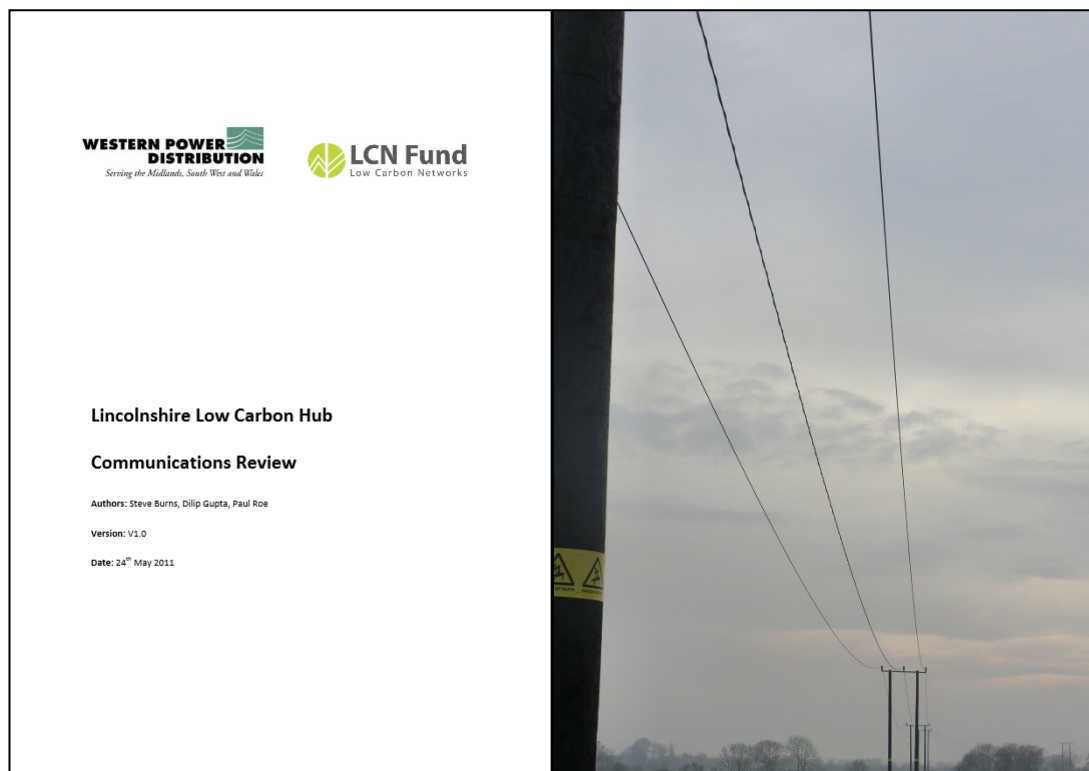 WESTERN POWER
DISTRIBUTION
Serving the Midlands, South West and Wales
LCN Fund
Low Carbon Networks
Lincolnshire Low Carbon Hub
Communications Review
Authors: Steve Burns, Dilip Gupta, Paul Roe
Version: V1.0
Date: 24th May 2011